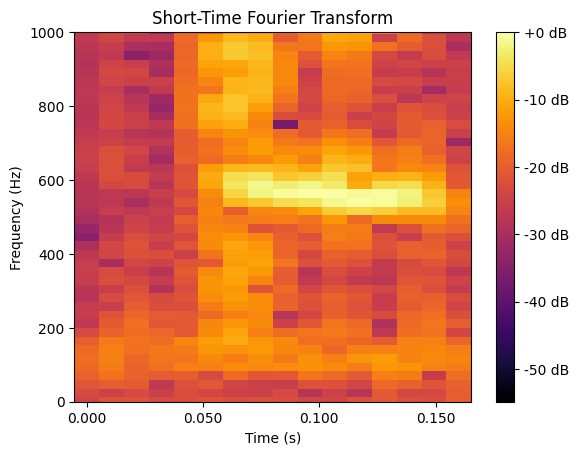 Short-Time Fourier Transform
1000
800
600
400
200
0
Frequency (Hz)
0.000
0.050
0.100
0.150
Time (s)
+0 dB
-10 dB
-20 dB
-30 dB
-40 dB
-50 dB